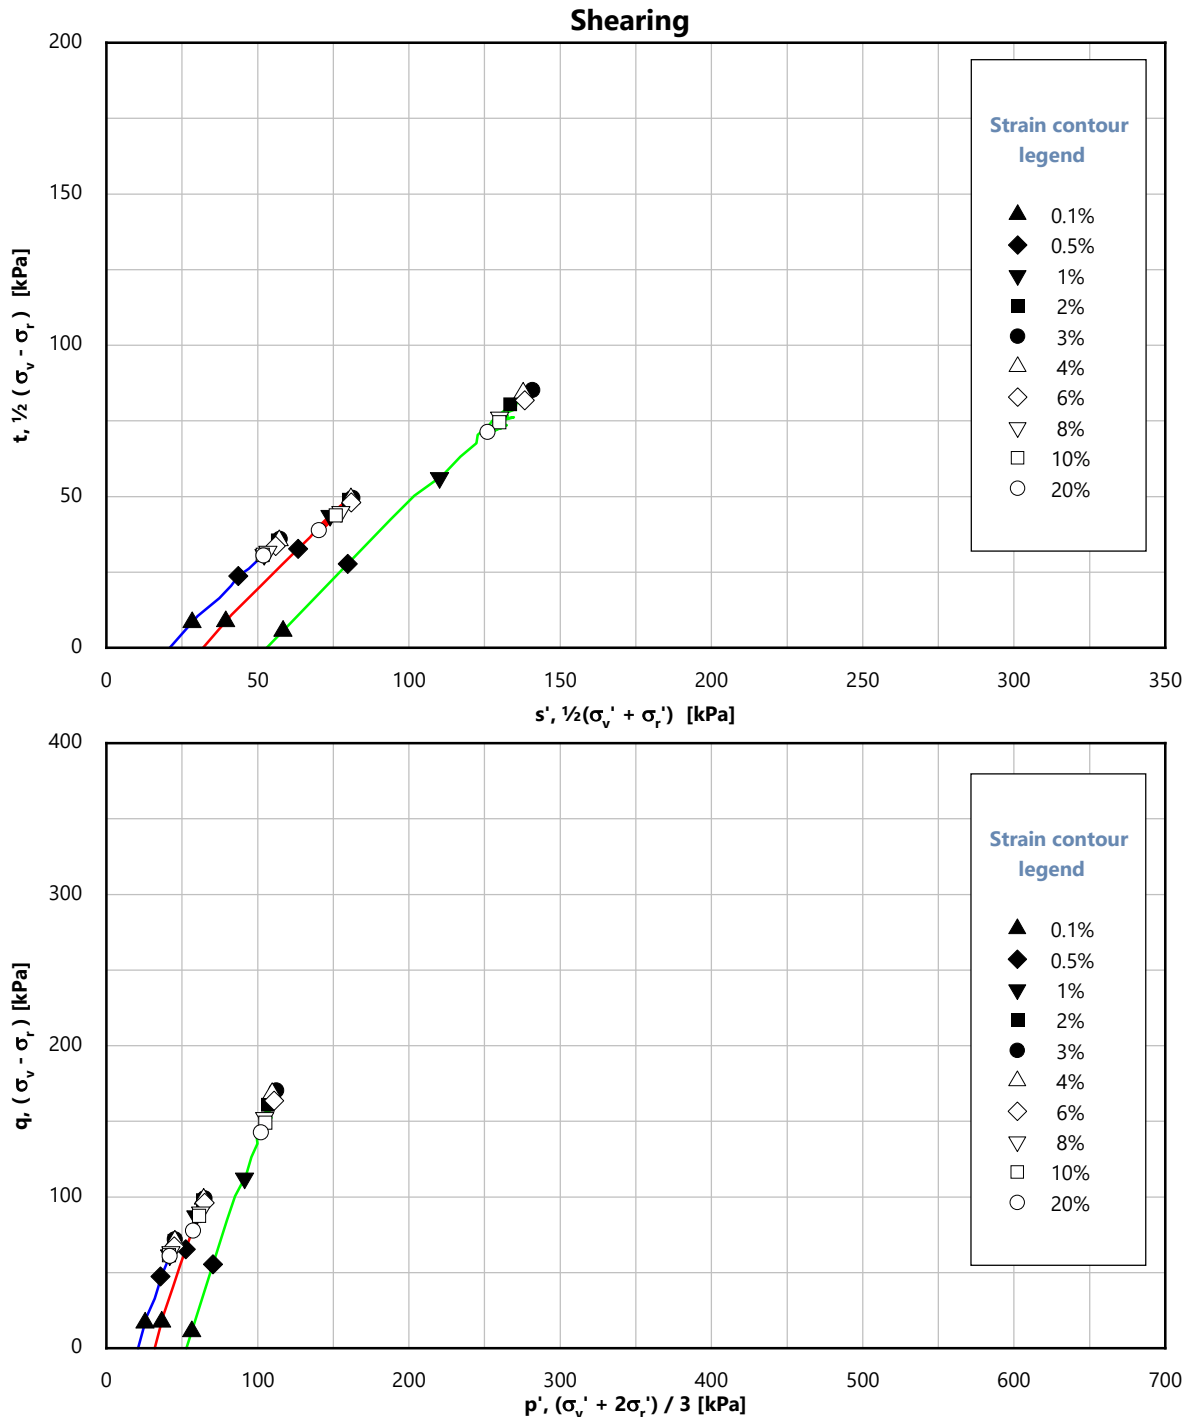 Shearing
200
150
100
50
0
t, ½ ( σv - σr ) [kPa]
Strain contour
legend
0.1%
0.5%
1%
2%
3%
4%
6%
8%
10%
20%
0 50 100 150 200 250 300 350
s', ½(σv' + σr') [kPa]
400
300
200
100
0
q, ( σv - σr ) [kPa]
Strain contour
legend
0.1%
0.5%
1%
2%
3%
4%
6%
8%
10%
20%
0 100 200 300 400 500 600 700
p', (σv' + 2σr') / 3 [kPa]